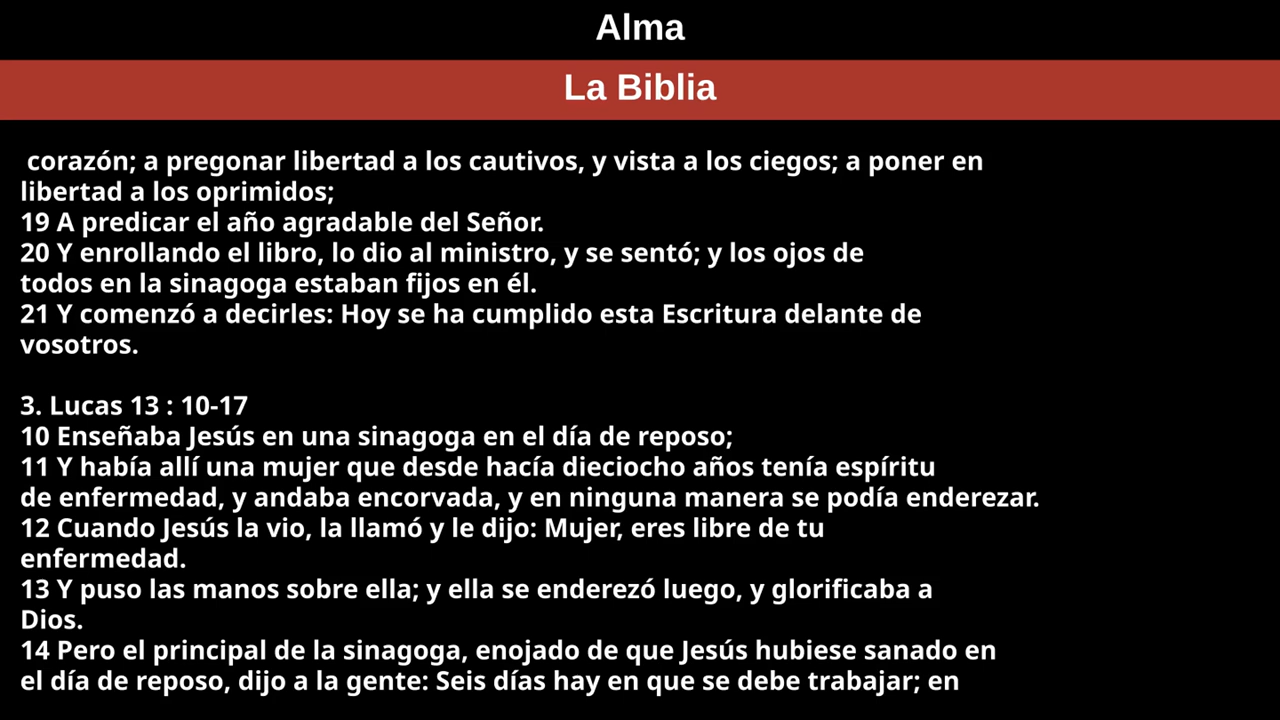 Alma
La Biblia
corazón; a pregonar libertad a los cautivos, y vista a los ciegos; a poner en
libertad a los oprimidos;
19 A predicar el año agradable del Señor.
20 Y enrollando el libro, lo dio al ministro, y se sentó; y los ojos de
todos en la sinagoga estaban fijos en él.
21 Y comenzó a decirles: Hoy se ha cumplido esta Escritura delante de
vosotros.
3. Lucas 13 : 10-17
10 Enseñaba Jesús en una sinagoga en el día de reposo;
11 Y había allí una mujer que desde hacía dieciocho años tenía espíritu
de enfermedad, y andaba encorvada, y en ninguna manera se podía enderezar.
12 Cuando Jesús la vio, la llamó y le dijo: Mujer, eres libre de tu
enfermedad.
13 Y puso las manos sobre ella; y ella se enderezó luego, y glorificaba a
Dios.
14 Pero el principal de la sinagoga, enojado de que Jesús hubiese sanado en
el día de reposo, dijo a la gente: Seis días hay en que se debe trabajar; en